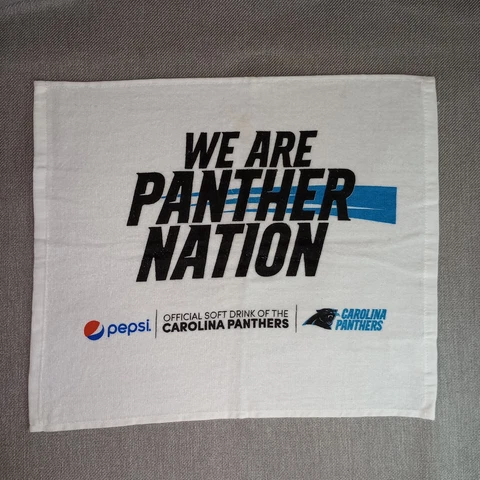 WE ARE
PANTHER
NATION
pepsi.
OFFICIAL SOFT DRINK OF THE
CAROLINA PANTHERS
CAROLINA
PANTHERS